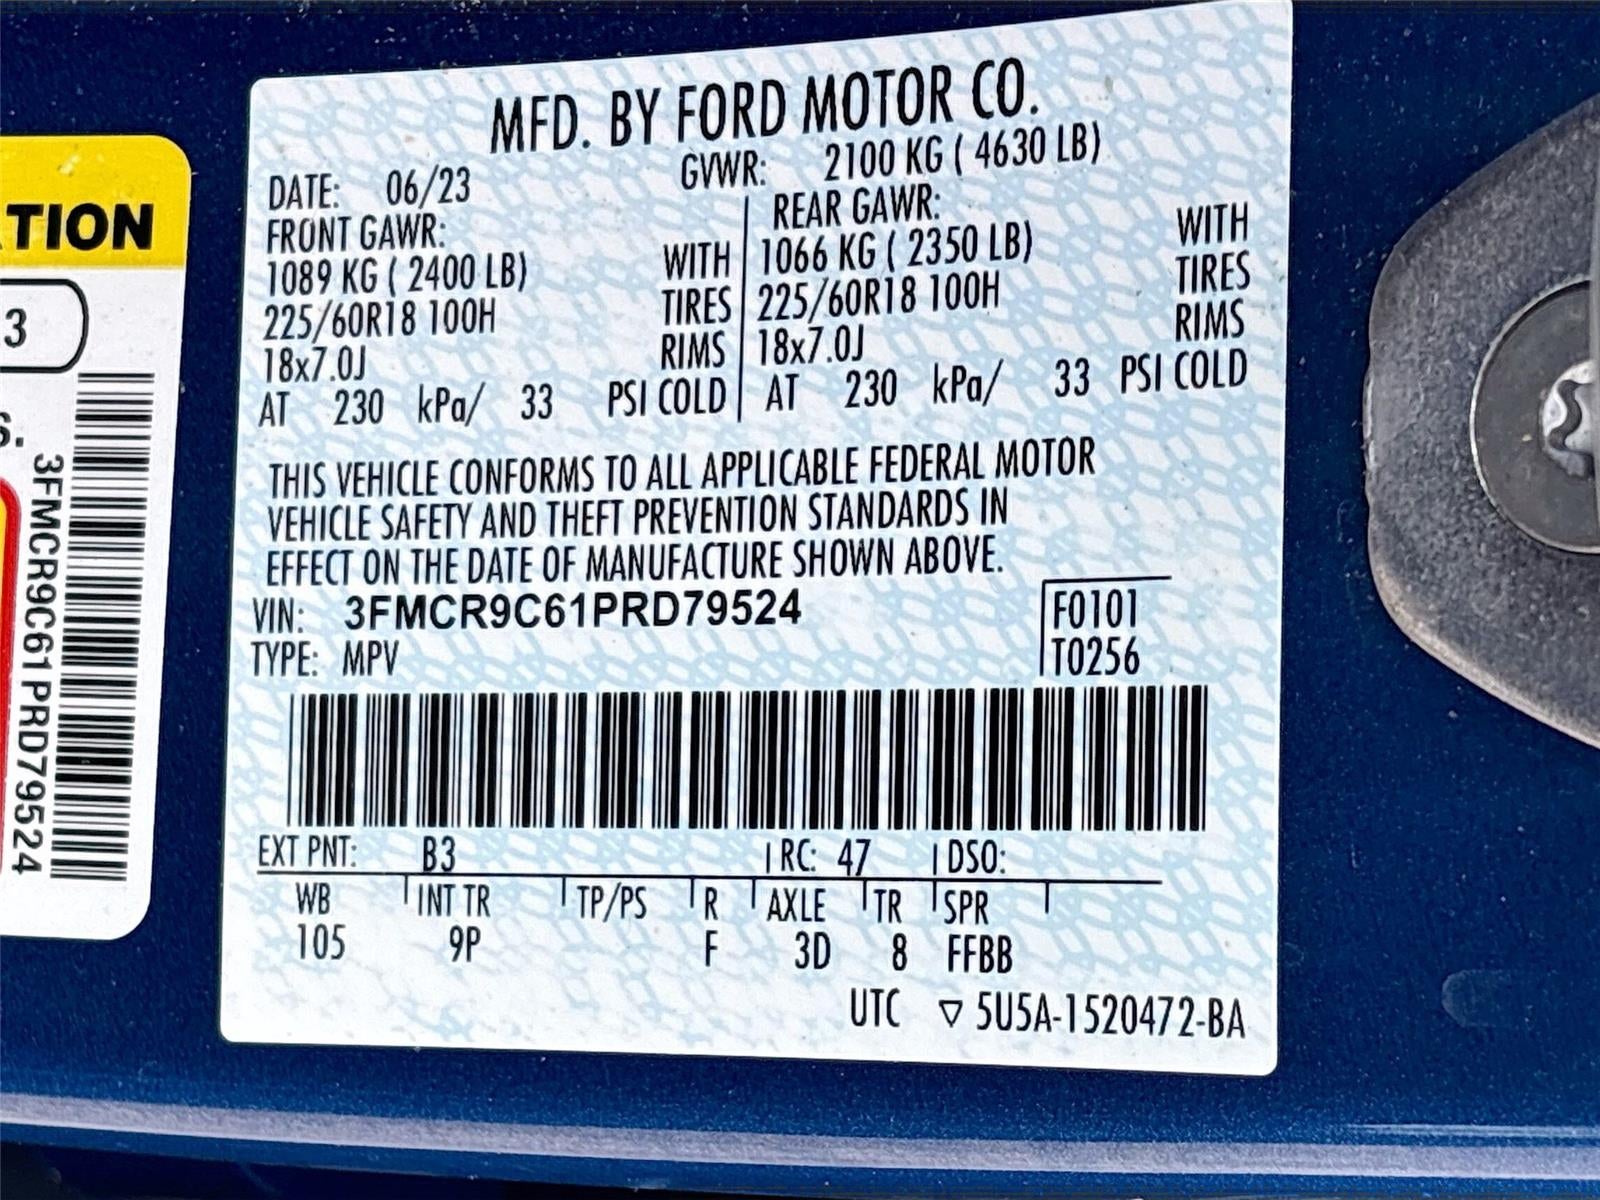 MFD. BY FORD MOTOR CO.
DATE: 06/23 GVWR: 2100 KG ( 4630 LB)
FRONT GAWR: REAR GAWR:
1089 KG ( 2400 LB) WITH 1066 KG ( 2350 LB) WITH
225/60R18 100H TIRES 225/60R18 100H TIRES
18x7.0J RIMS 18x7.0J RIMS
AT 230 kPa/ 33 PSI COLD AT 230 kPa/ 33 PSI COLD
THIS VEHICLE CONFORMS TO ALL APPLICABLE FEDERAL MOTOR
VEHICLE SAFETY AND THEFT PREVENTION STANDARDS IN
EFFECT ON THE DATE OF MANUFACTURE SHOWN ABOVE.
VIN: 3FMCR9C61PRD79524 F0101
TYPE: MPV T0256
EXT PNT: B3 RC: 47 DSO:
WB INT TR TP/PS R AXLE TR SPR
105 9P F 3D 8 FFBB
UTC ▽ 5U5A-1520472-BA
TION
3
S.
3FMCR9C61PRD79524